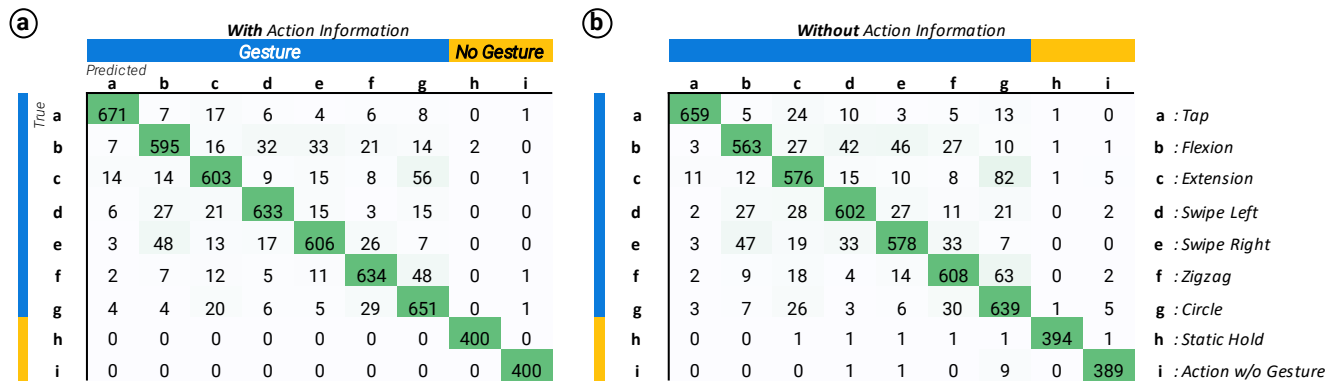 a
With Action Information
Gesture No Gesture
Predicted
True
a b c d e f g h i
a 671 7 17 6 4 6 8 0 1
b 7 595 16 32 33 21 14 2 0
c 14 14 603 9 15 8 56 0 1
d 6 27 21 633 15 3 15 0 0
e 3 48 13 17 606 26 7 0 0
f 2 7 12 5 11 634 48 0 1
g 4 4 20 6 5 29 651 0 1
h 0 0 0 0 0 0 0 400 0
i 0 0 0 0 0 0 0 0 400
b
Without Action Information
a b c d e f g h i
a 659 5 24 10 3 5 13 1 0
b 3 563 27 42 46 27 10 1 1
c 11 12 576 15 10 8 82 1 5
d 2 27 28 602 27 11 21 0 2
e 3 47 19 33 578 33 7 0 0
f 2 9 18 4 14 608 63 0 2
g 3 7 26 3 6 30 639 1 5
h 0 0 1 1 1 1 1 394 1
i 0 0 0 1 1 0 9 0 389
a : Tap
b : Flexion
c : Extension
d : Swipe Left
e : Swipe Right
f : Zigzag
g : Circle
h : Static Hold
i : Action w/o Gesture